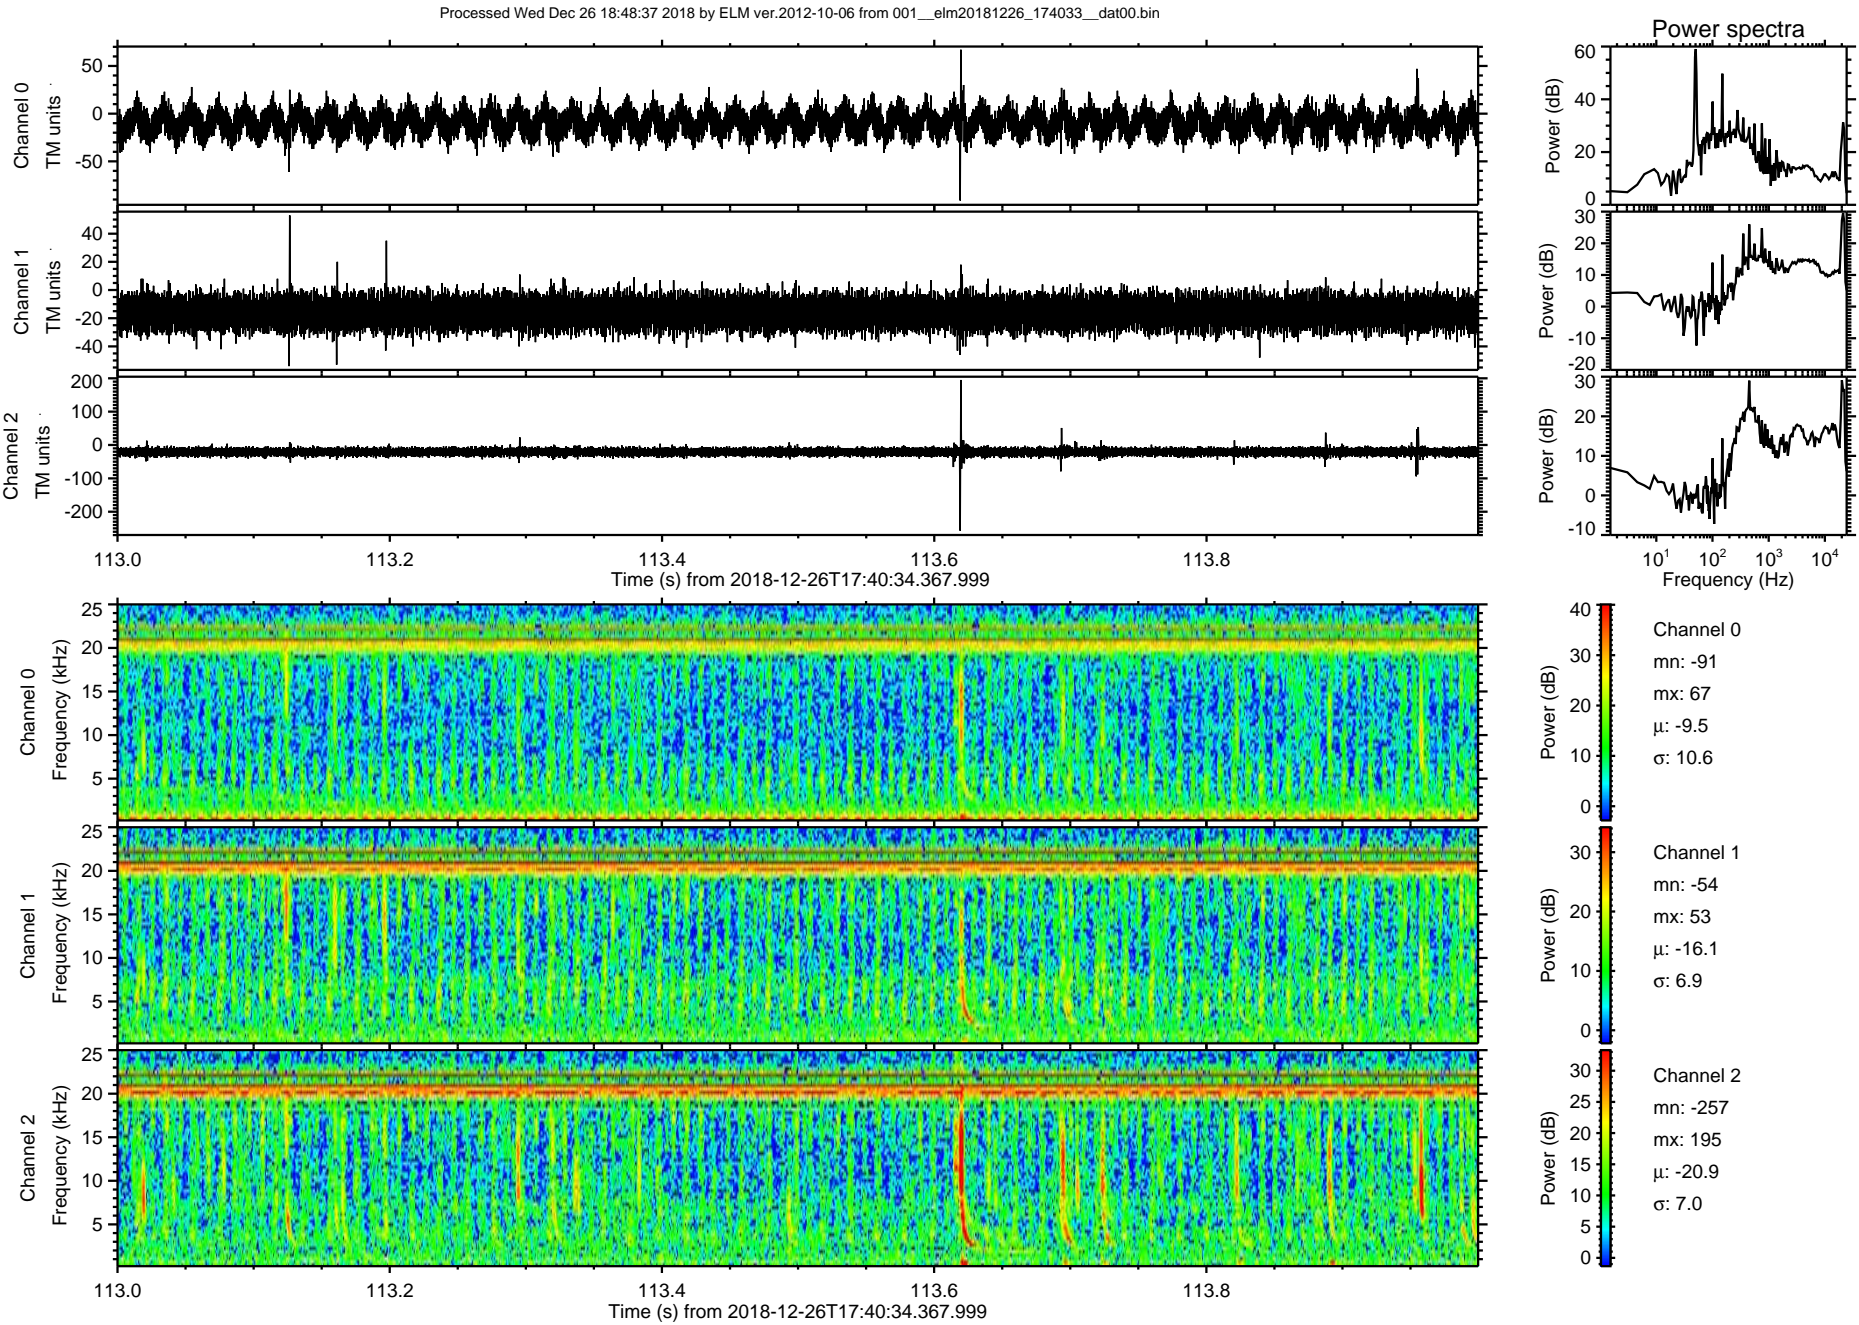 Processed Wed Dec 26 18:48:37 2018 by ELM ver.2012-10-06 from 001__elm20181226_174033__dat00.bin
Power spectra
Channel 0
TM units
50
0
-50
Power (dB)
60
40
20
0
Channel 1
TM units
40
20
0
-20
-40
Power (dB)
30
20
10
0
-10
-20
Channel 2
TM units
200
100
0
-100
-200
Power (dB)
30
20
10
0
-10
113.0 113.2 113.4 113.6 113.8
Time (s) from 2018-12-26T17:40:34.367.999
10^1 10^2 10^3 10^4
Frequency (Hz)
Channel 0
Frequency (kHz)
25
20
15
10
5
Power (dB)
40
30
20
10
0
Channel 0
mn: -91
mx: 67
µ: -9.5
σ: 10.6
Channel 1
Frequency (kHz)
25
20
15
10
5
Power (dB)
30
20
10
0
Channel 1
mn: -54
mx: 53
µ: -16.1
σ: 6.9
Channel 2
Frequency (kHz)
25
20
15
10
5
Power (dB)
30
25
20
15
10
5
0
Channel 2
mn: -257
mx: 195
µ: -20.9
σ: 7.0
113.0 113.2 113.4 113.6 113.8
Time (s) from 2018-12-26T17:40:34.367.999